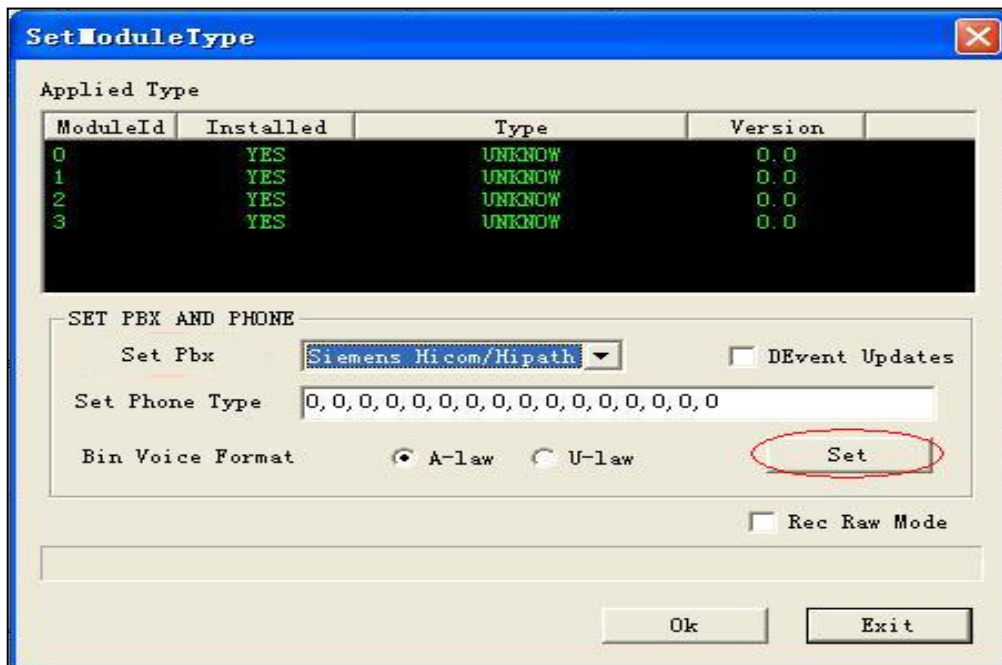 SetModuleType
Applied Type
ModuleId Installed Type Version
0 YES UNKNOW 0.0
1 YES UNKNOW 0.0
2 YES UNKNOW 0.0
3 YES UNKNOW 0.0
SET PBX AND PHONE
Set Pbx Siemens Hicom/Hipath DEvent Updates
Set Phone Type 0,0,0,0,0,0,0,0,0,0,0,0,0,0,0,0
Bin Voice Format A-law U-law Set
Rec Raw Mode
Ok Exit